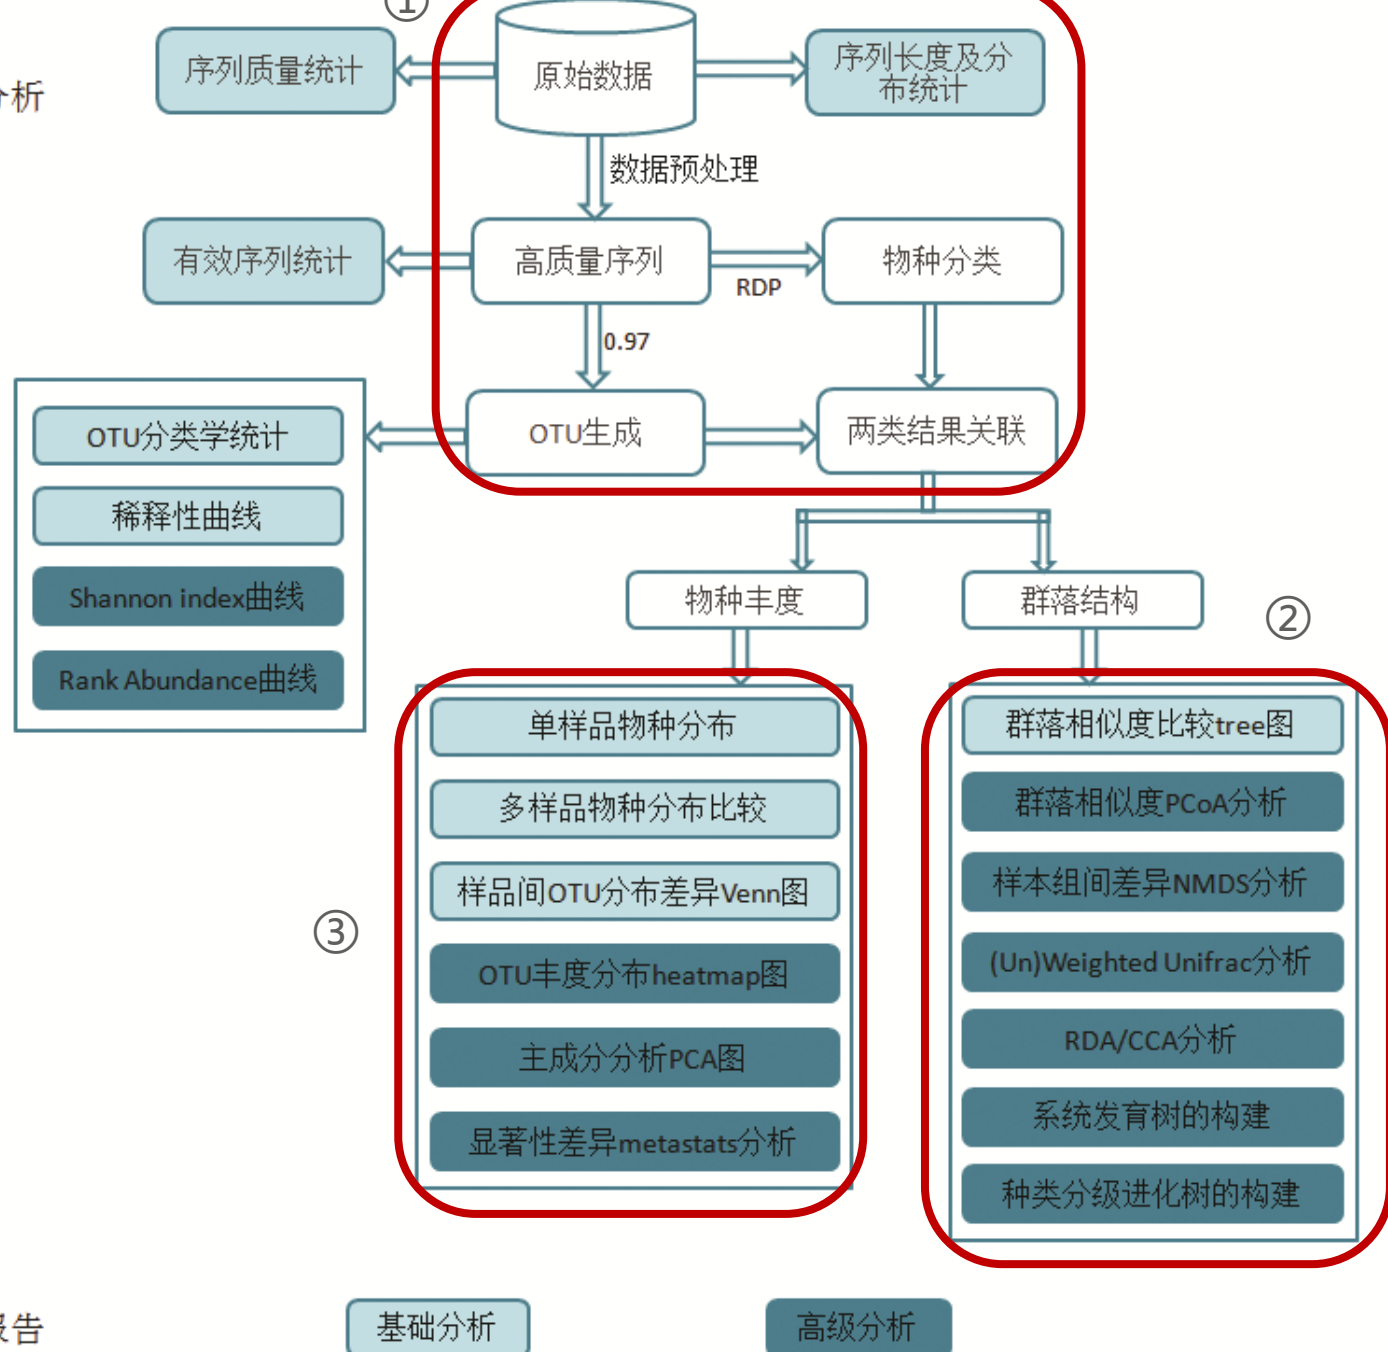 ①
序列质量统计
原始数据
序列长度及分
布统计
分析
数据预处理
有效序列统计
高质量序列
RDP
物种分类
0.97
OTU分类学统计
稀释性曲线
Shannon index曲线
Rank Abundance曲线
OTU生成
两类结果关联
物种丰度
群落结构
②
单样品物种分布
多样品物种分布比较
样品间OTU分布差异Venn图
OTU丰度分布heatmap图
主成分分析PCA图
显著性差异metastats分析
③
群落相似度比较tree图
群落相似度PCoA分析
样本组间差异NMDS分析
(Un)Weighted Unifrac分析
RDA/CCA分析
系统发育树的构建
种类分级进化树的构建
报告
基础分析
高级分析